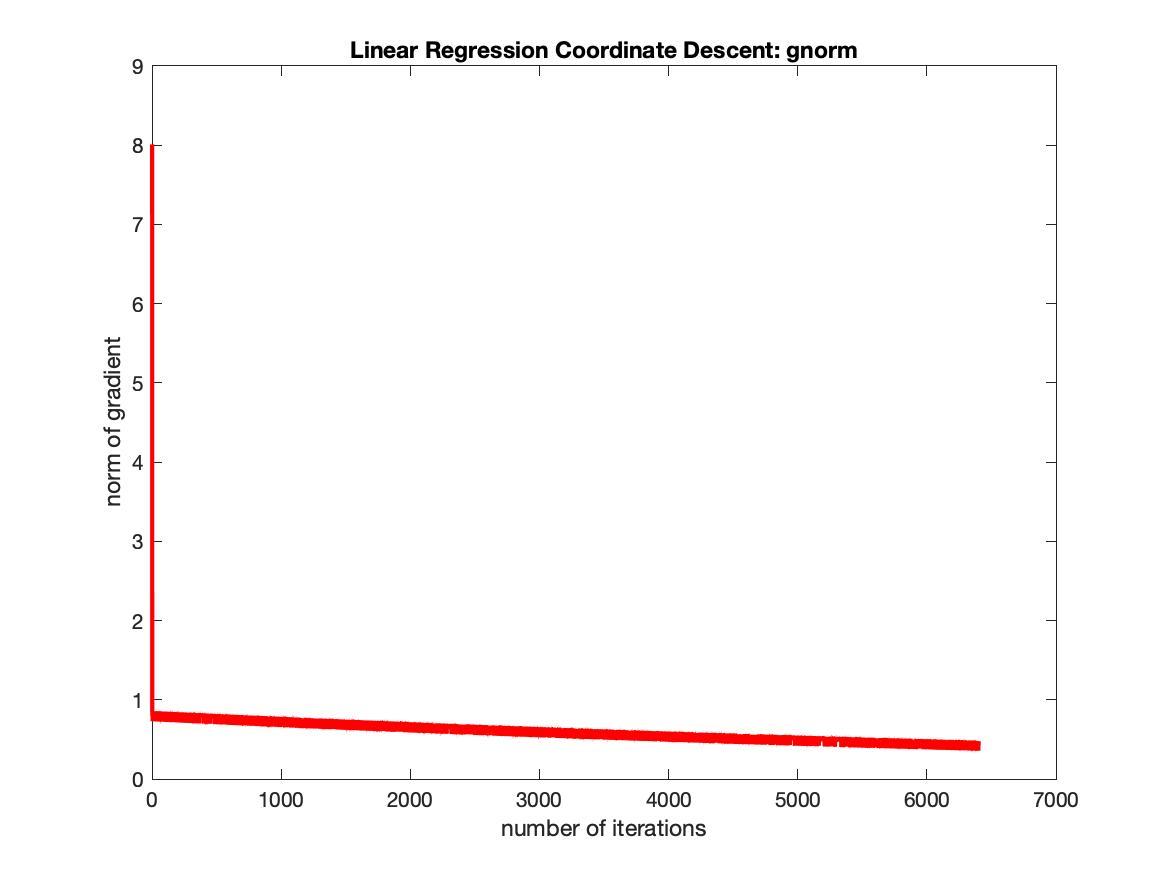 Linear Regression Coordinate Descent: gnorm
9
8
7
6
5
4
3
2
1
0
norm of gradient
0 1000 2000 3000 4000 5000 6000 7000
number of iterations